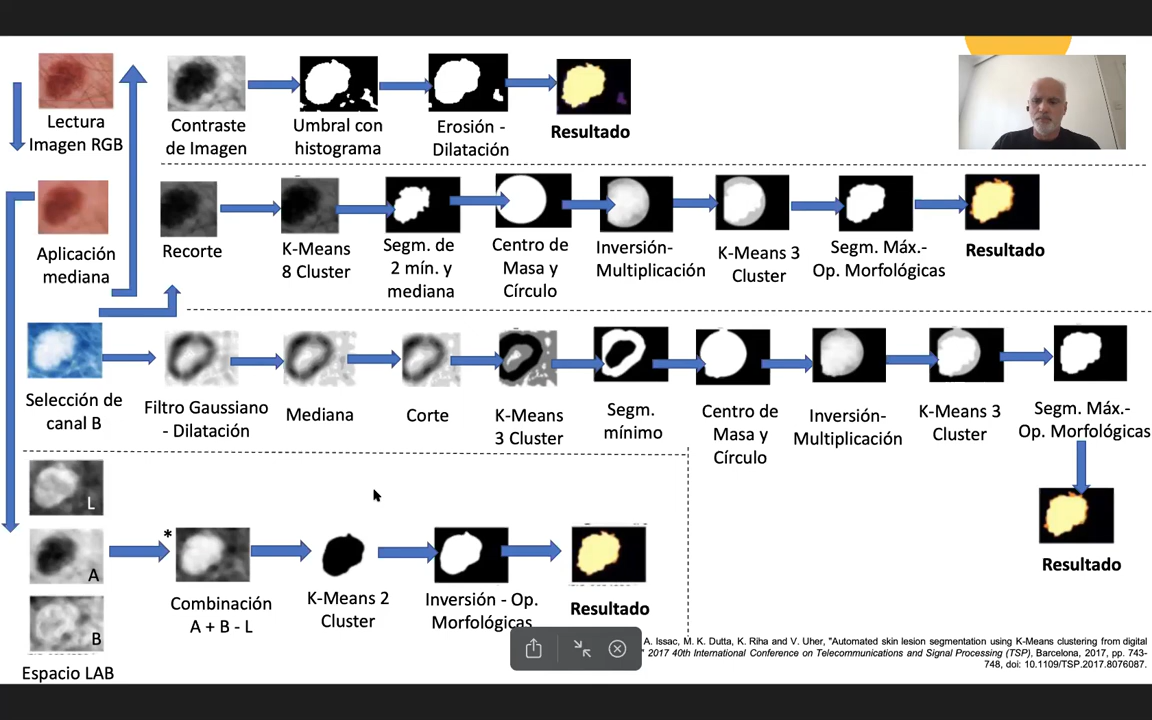 Lectura
Imagen RGB
Contraste
de Imagen
Umbral con
histograma
Erosión -
Dilatación
Resultado
Aplicación
mediana
Recorte
K-Means
8 Cluster
Segm. de
2 mín. y
mediana
Centro de
Masa y
Círculo
Inversión-
Multiplicación
K-Means 3
Cluster
Segm. Máx.-
Op. Morfológicas
Resultado
Selección de
canal B
Filtro Gaussiano
- Dilatación
Mediana
Corte
K-Means
3 Cluster
Segm.
mínimo
Centro de
Masa y
Círculo
Inversión-
Multiplicación
K-Means 3
Cluster
Segm. Máx.-
Op. Morfológicas
Resultado
L
A
B
Espacio LAB
*
Combinación
A + B - L
K-Means 2
Cluster
Inversión - Op.
Morfológicas
Resultado
A. Issac, M. K. Dutta, K. Riha and V. Uher, "Automated skin lesion segmentation using K-Means clustering from digital
" 2017 40th International Conference on Telecommunications and Signal Processing (TSP), Barcelona, 2017, pp. 743-
748, doi: 10.1109/TSP.2017.8076087.